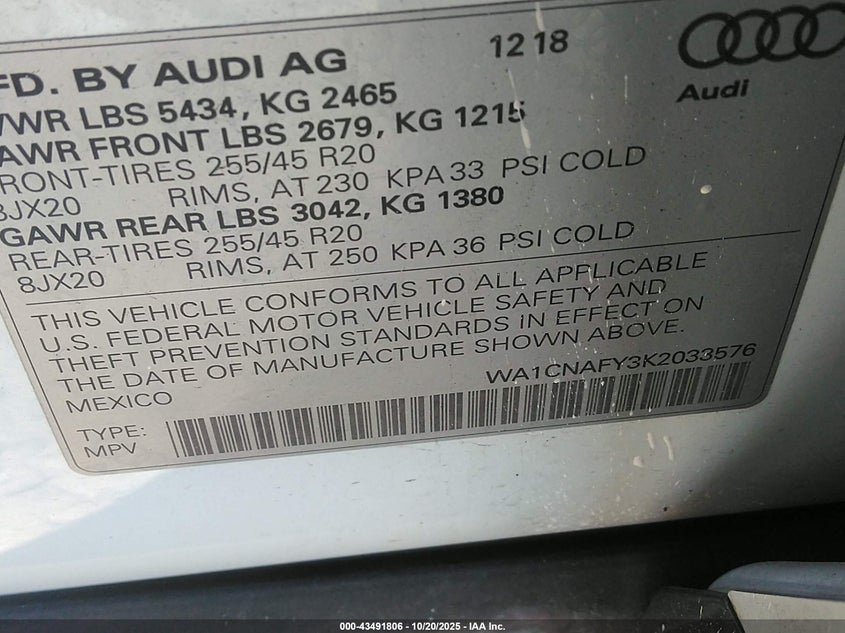 FD. BY AUDI AG 12 18
Audi
VWR LBS 5434, KG 2465
AWR FRONT LBS 2679, KG 1215
RONT-TIRES 255/45 R20
8JX20 RIMS, AT 230 KPA 33 PSI COLD
GAWR REAR LBS 3042, KG 1380
REAR-TIRES 255/45 R20
8JX20 RIMS, AT 250 KPA 36 PSI COLD
THIS VEHICLE CONFORMS TO ALL APPLICABLE
U.S. FEDERAL MOTOR VEHICLE SAFETY AND
THEFT PREVENTION STANDARDS IN EFFECT ON
THE DATE OF MANUFACTURE SHOWN ABOVE.
MEXICO WA1CNAFY3K2033576
TYPE:
MPV
000-43491806 - 10/20/2025 - IAA Inc.